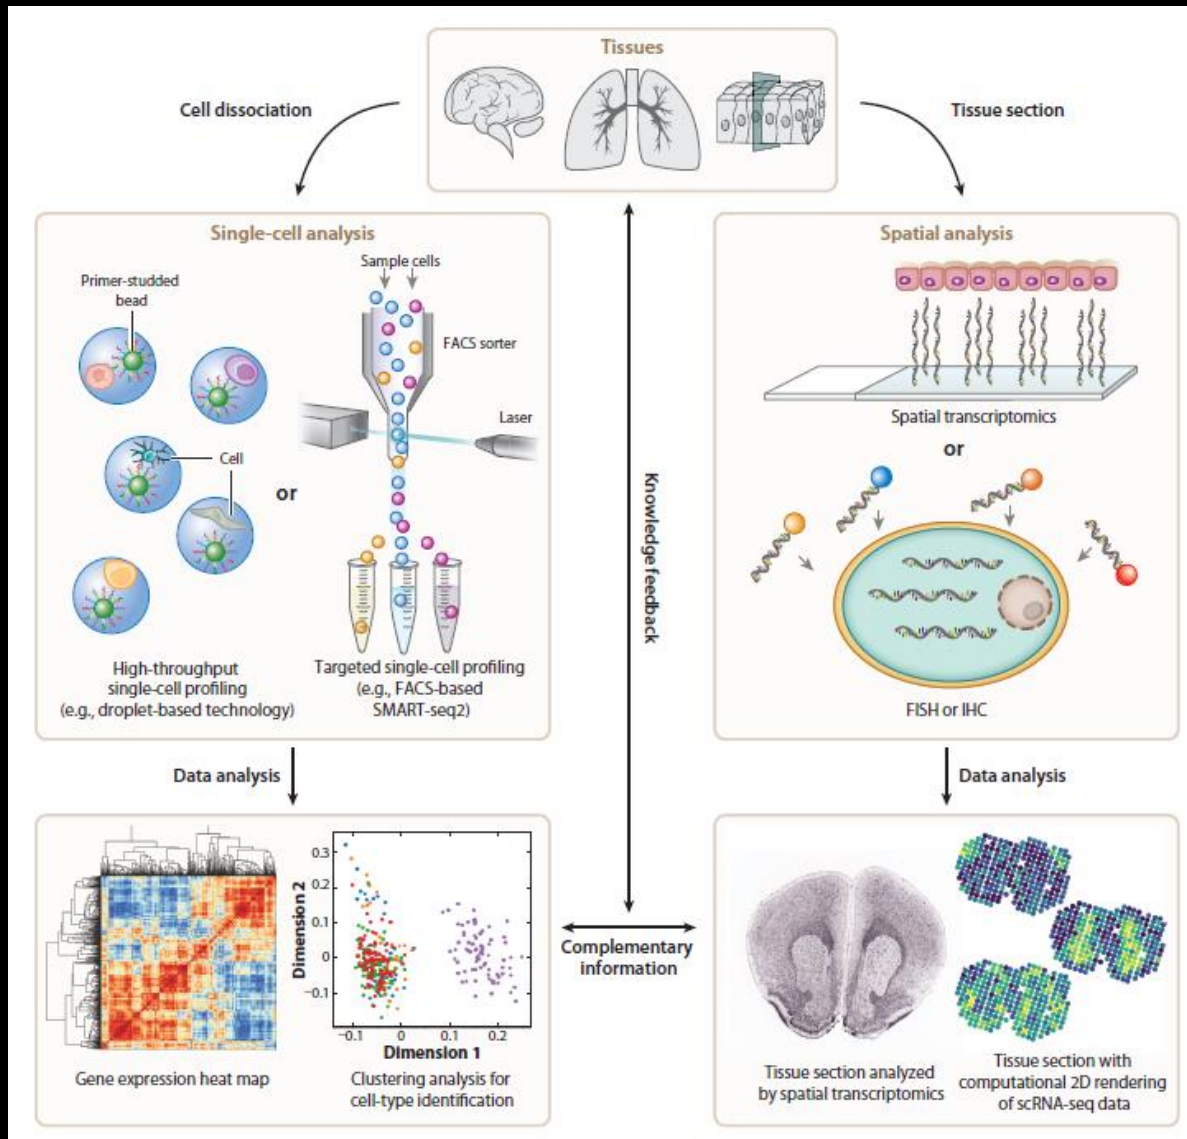 Tissues
Cell dissociation
Tissue section
Single-cell analysis
Primer-studded
bead
Sample cells
FACS sorter
Laser
Cell
or
High-throughput
single-cell profiling
(e.g., droplet-based technology)
Targeted single-cell profiling
(e.g., FACS-based
SMART-seq2)
Knowledge feedback
Spatial analysis
Spatial transcriptomics
or
FISH or IHC
Data analysis
Data analysis
Gene expression heat map
0.3
0.2
0.1
0
−0.1
Dimension 2
−0.1
0
0.1
0.2
Dimension 1
Clustering analysis for
cell-type identification
Complementary
information
Tissue section analyzed
by spatial transcriptomics
Tissue section with
computational 2D rendering
of scRNA-seq data